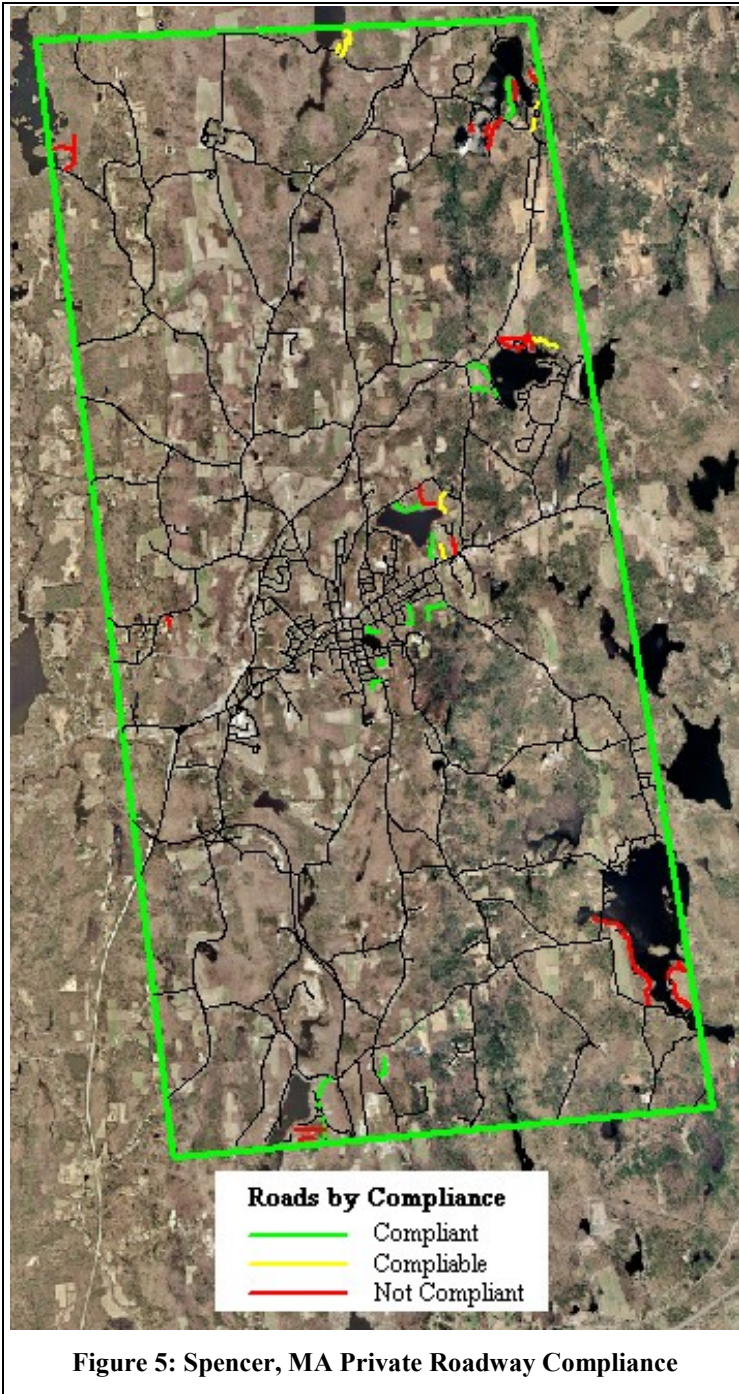 Roads by Compliance
Compliant
Compliable
Not Compliant
Figure 5: Spencer, MA Private Roadway Compliance